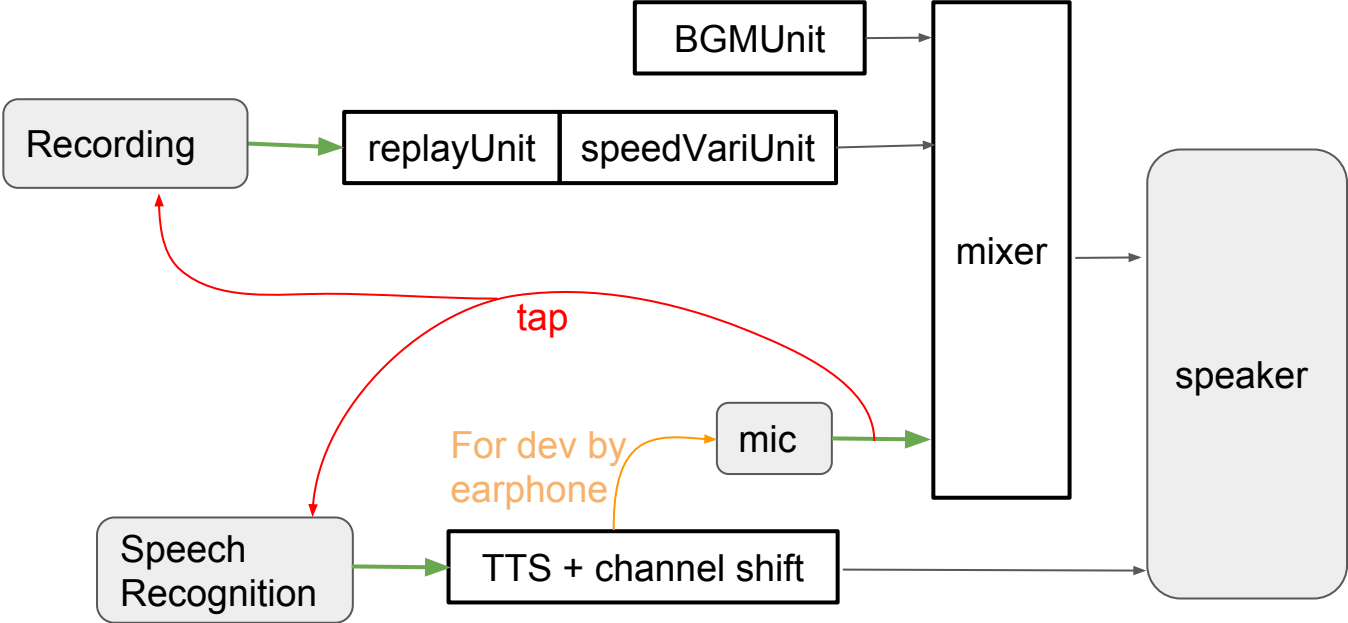 BGMUnit
Recording
replayUnit
speedVariUnit
mixer
tap
speaker
mic
For dev by
earphone
Speech
Recognition
TTS + channel shift